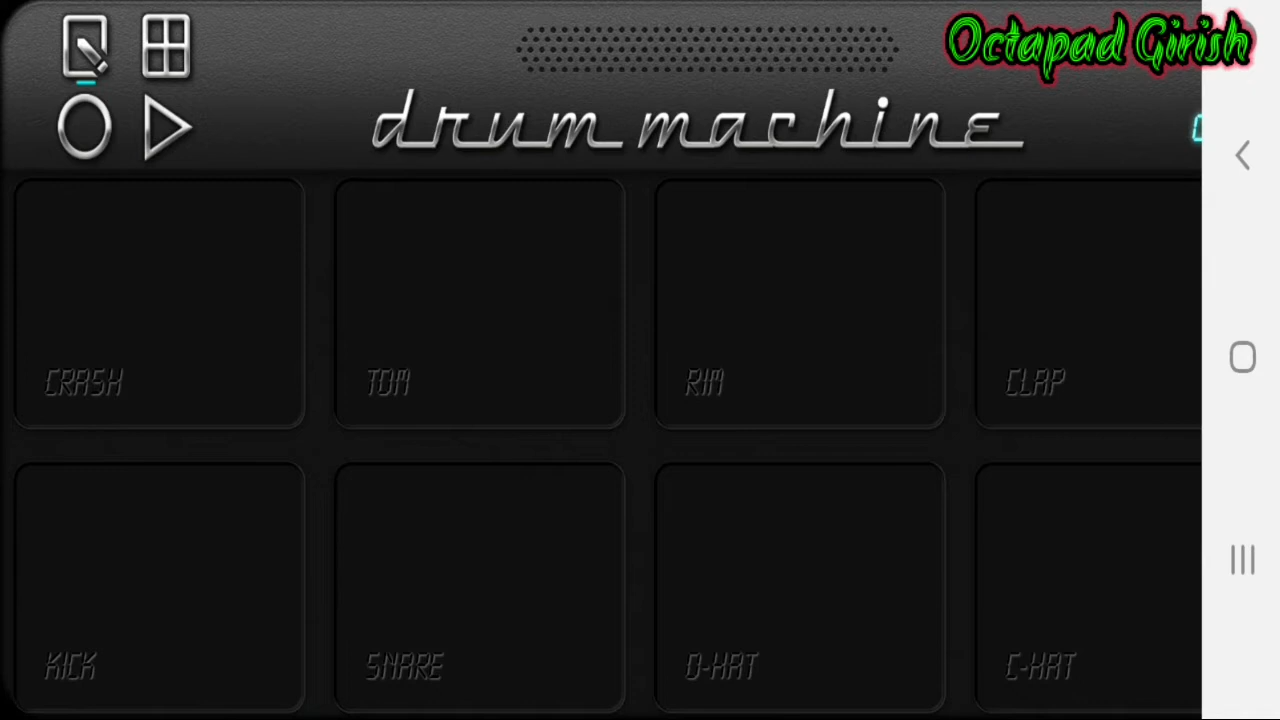 Octapad Girish
drum machine
CRASH
TOM
RIM
CLAP
KICK
SNARE
O-HAT
C-HAT